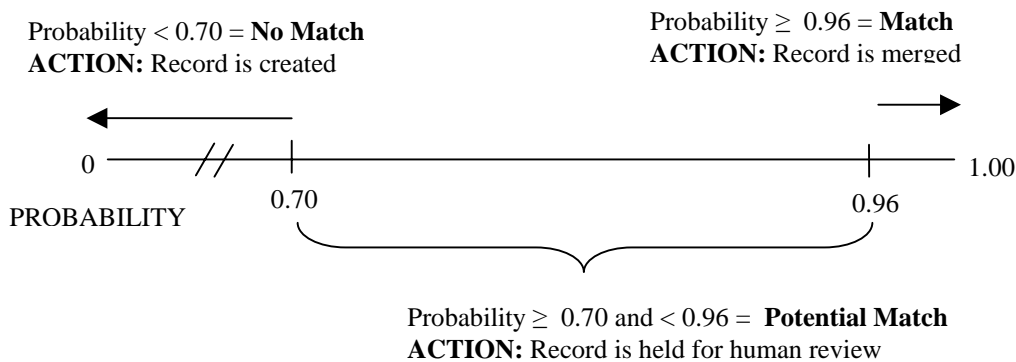 Probability < 0.70 = No Match
ACTION: Record is created
Probability ≥ 0.96 = Match
ACTION: Record is merged
0
1.00
0.70
0.96
PROBABILITY
Probability ≥ 0.70 and < 0.96 = Potential Match
ACTION: Record is held for human review